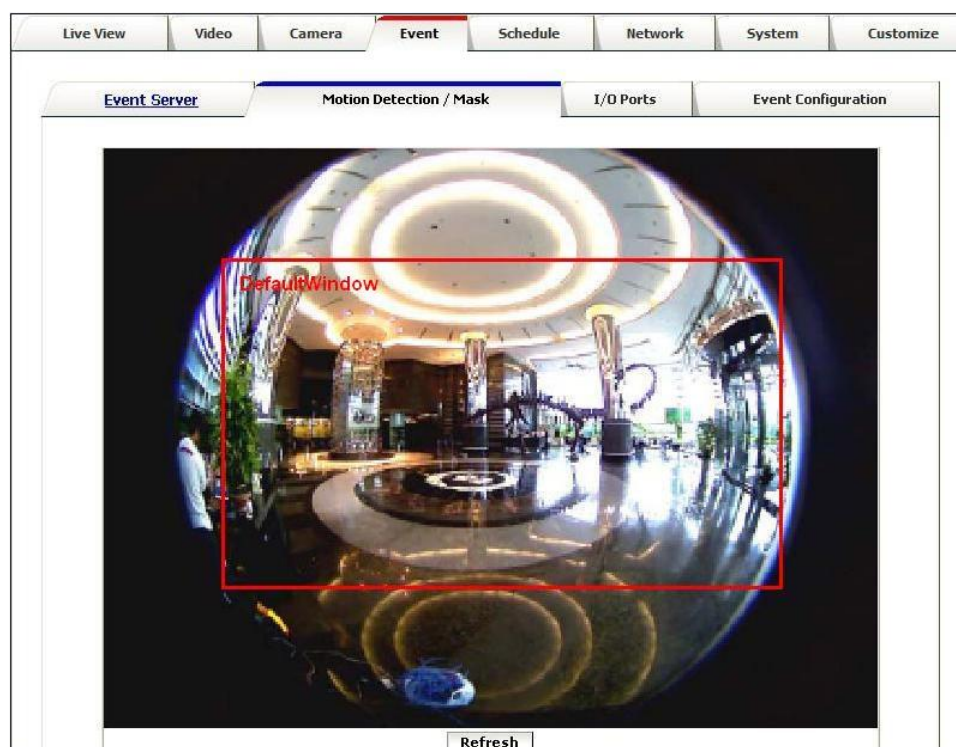 Live View Video Camera Event Schedule Network System Customize
Event Server Motion Detection / Mask I/O Ports Event Configuration
DefaultWindow
Refresh